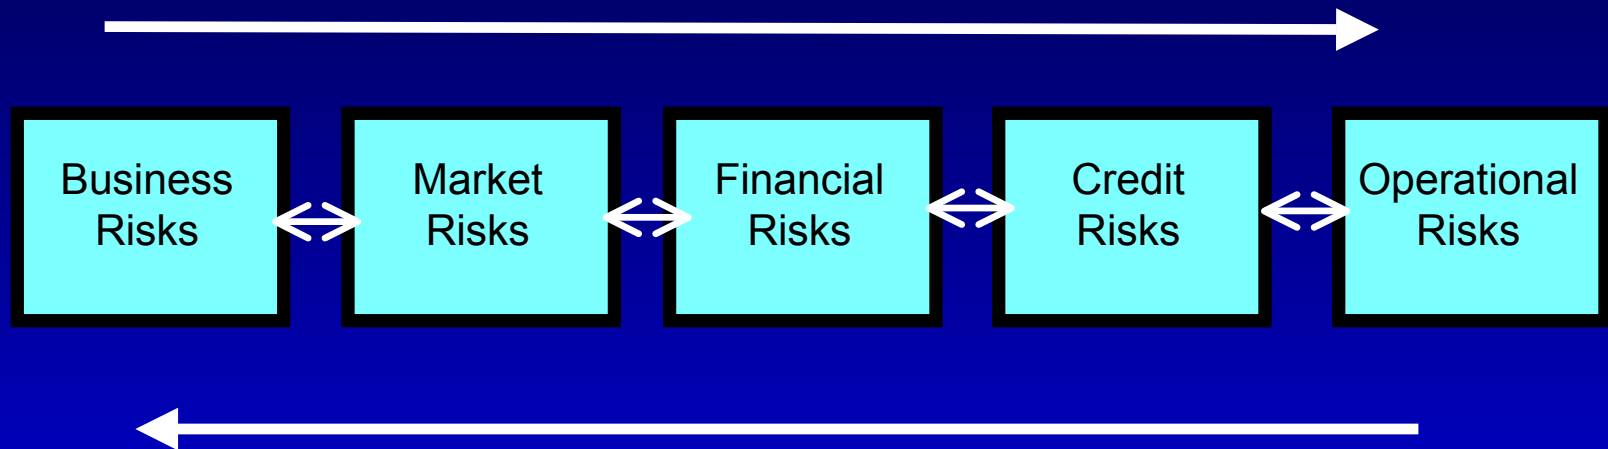 Business
Risks
Market
Risks
Financial
Risks
Credit
Risks
Operational
Risks